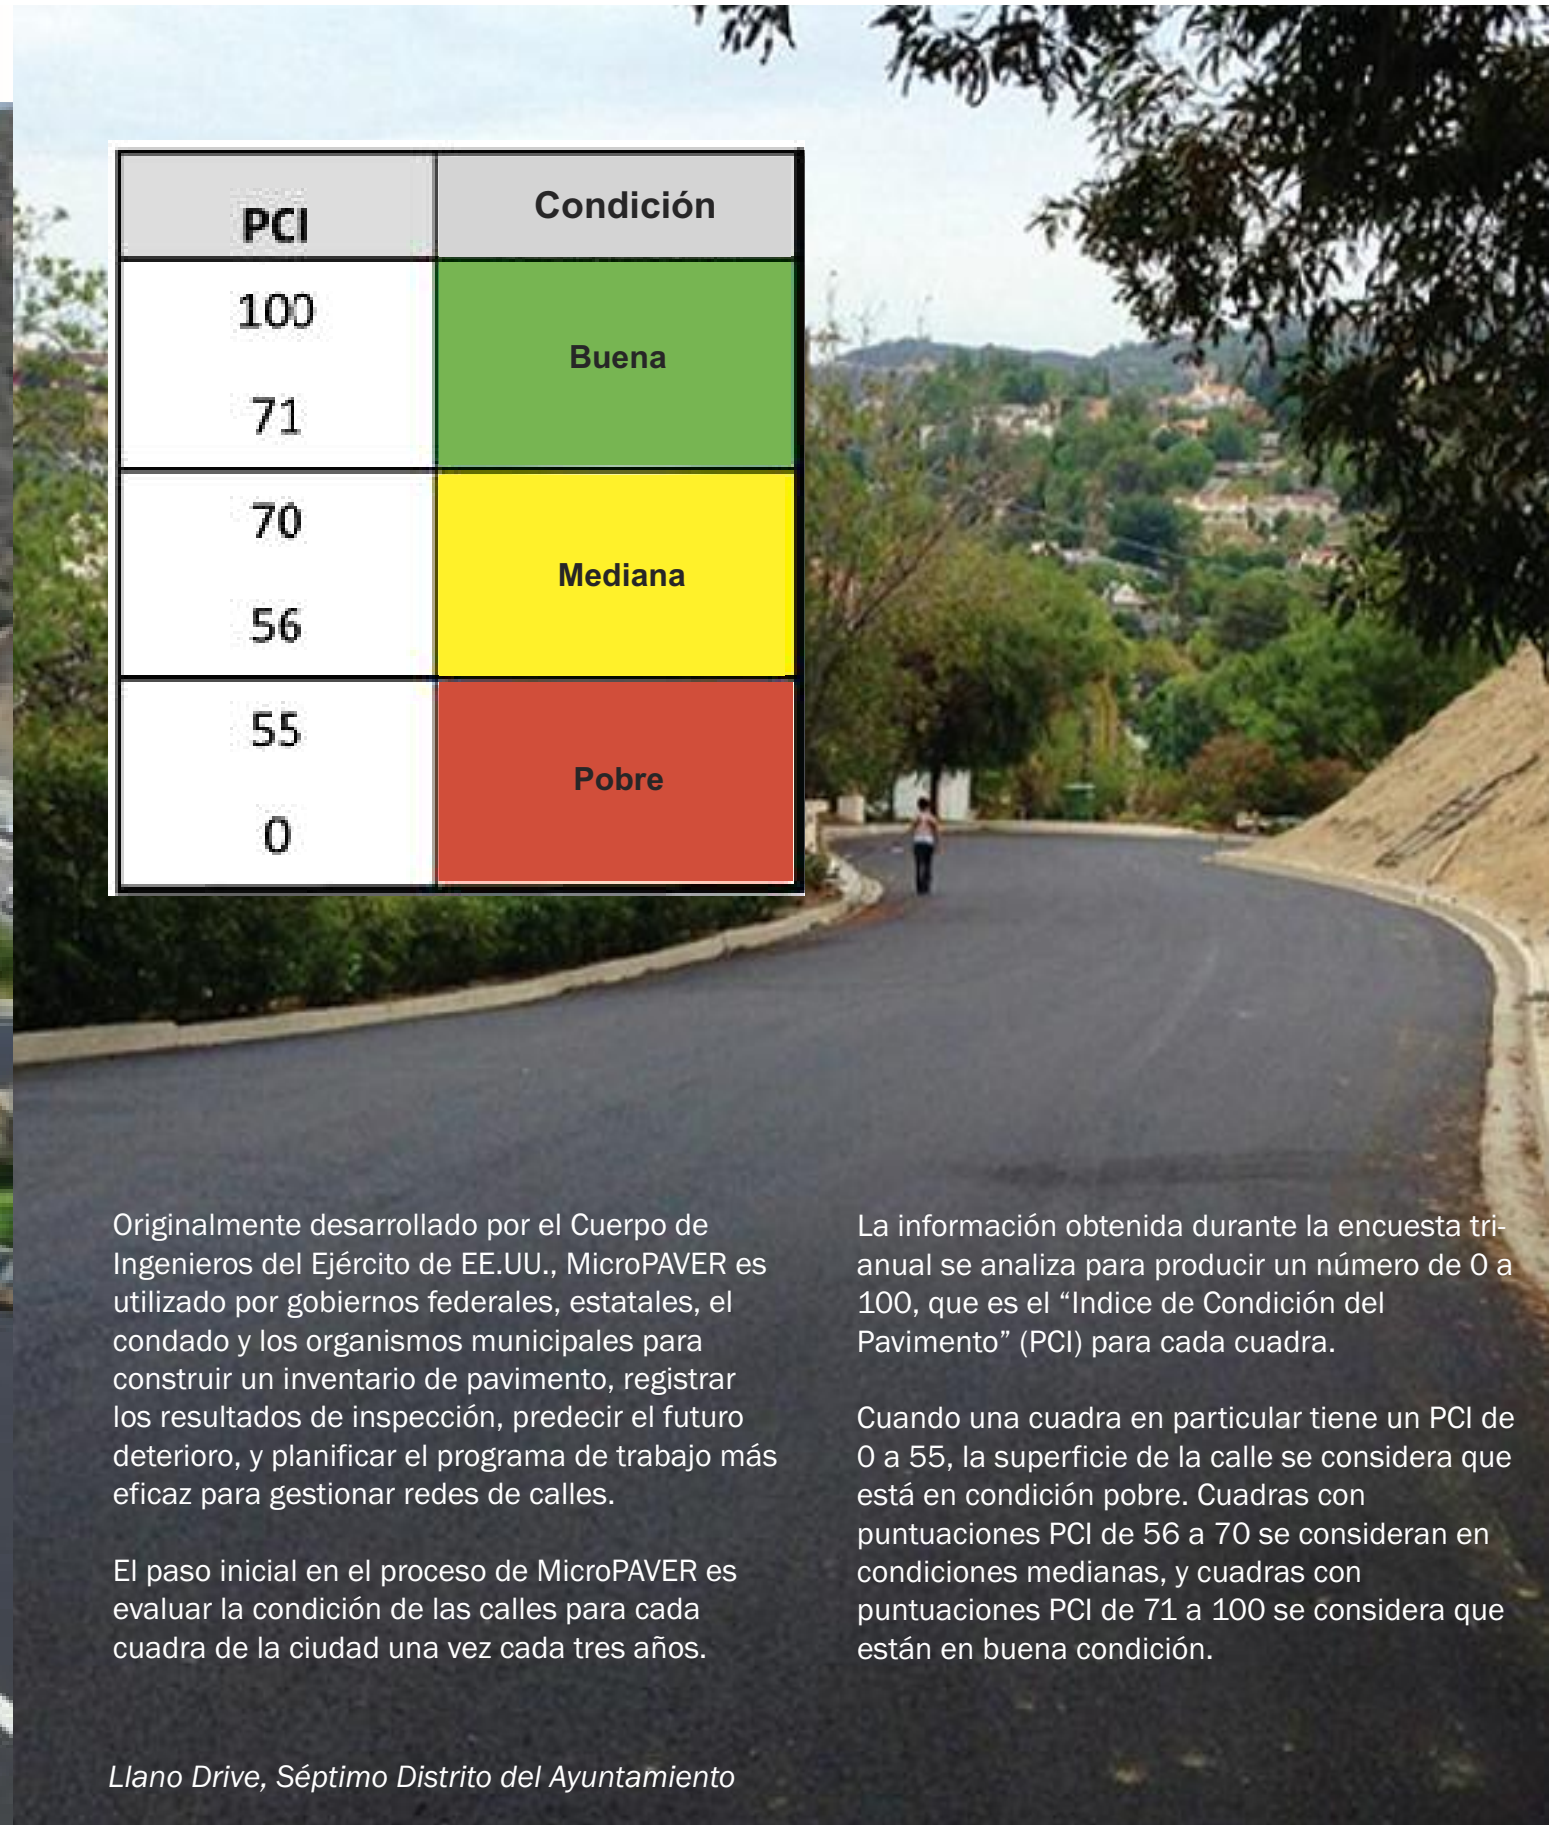 PCI
Condición
100
71
Buena
70
56
Mediana
55
0
Pobre
Originalmente desarrollado por el Cuerpo de
Ingenieros del Ejército de EE.UU., MicroPAVER es
utilizado por gobiernos federales, estatales, el
condado y los organismos municipales para
construir un inventario de pavimento, registrar
los resultados de inspección, predecir el futuro
deterioro, y planificar el programa de trabajo más
eficaz para gestionar redes de calles.
El paso inicial en el proceso de MicroPAVER es
evaluar la condición de las calles para cada
cuadra de la ciudad una vez cada tres años.
La información obtenida durante la encuesta tri-
anual se analiza para producir un número de 0 a
100, que es el “Indice de Condición del
Pavimento” (PCI) para cada cuadra.
Cuando una cuadra en particular tiene un PCI de
0 a 55, la superficie de la calle se considera que
está en condición pobre. Cuadras con
puntuaciones PCI de 56 a 70 se consideran en
condiciones medianas, y cuadras con
puntuaciones PCI de 71 a 100 se considera que
están en buena condición.
Llano Drive, Séptimo Distrito del Ayuntamiento